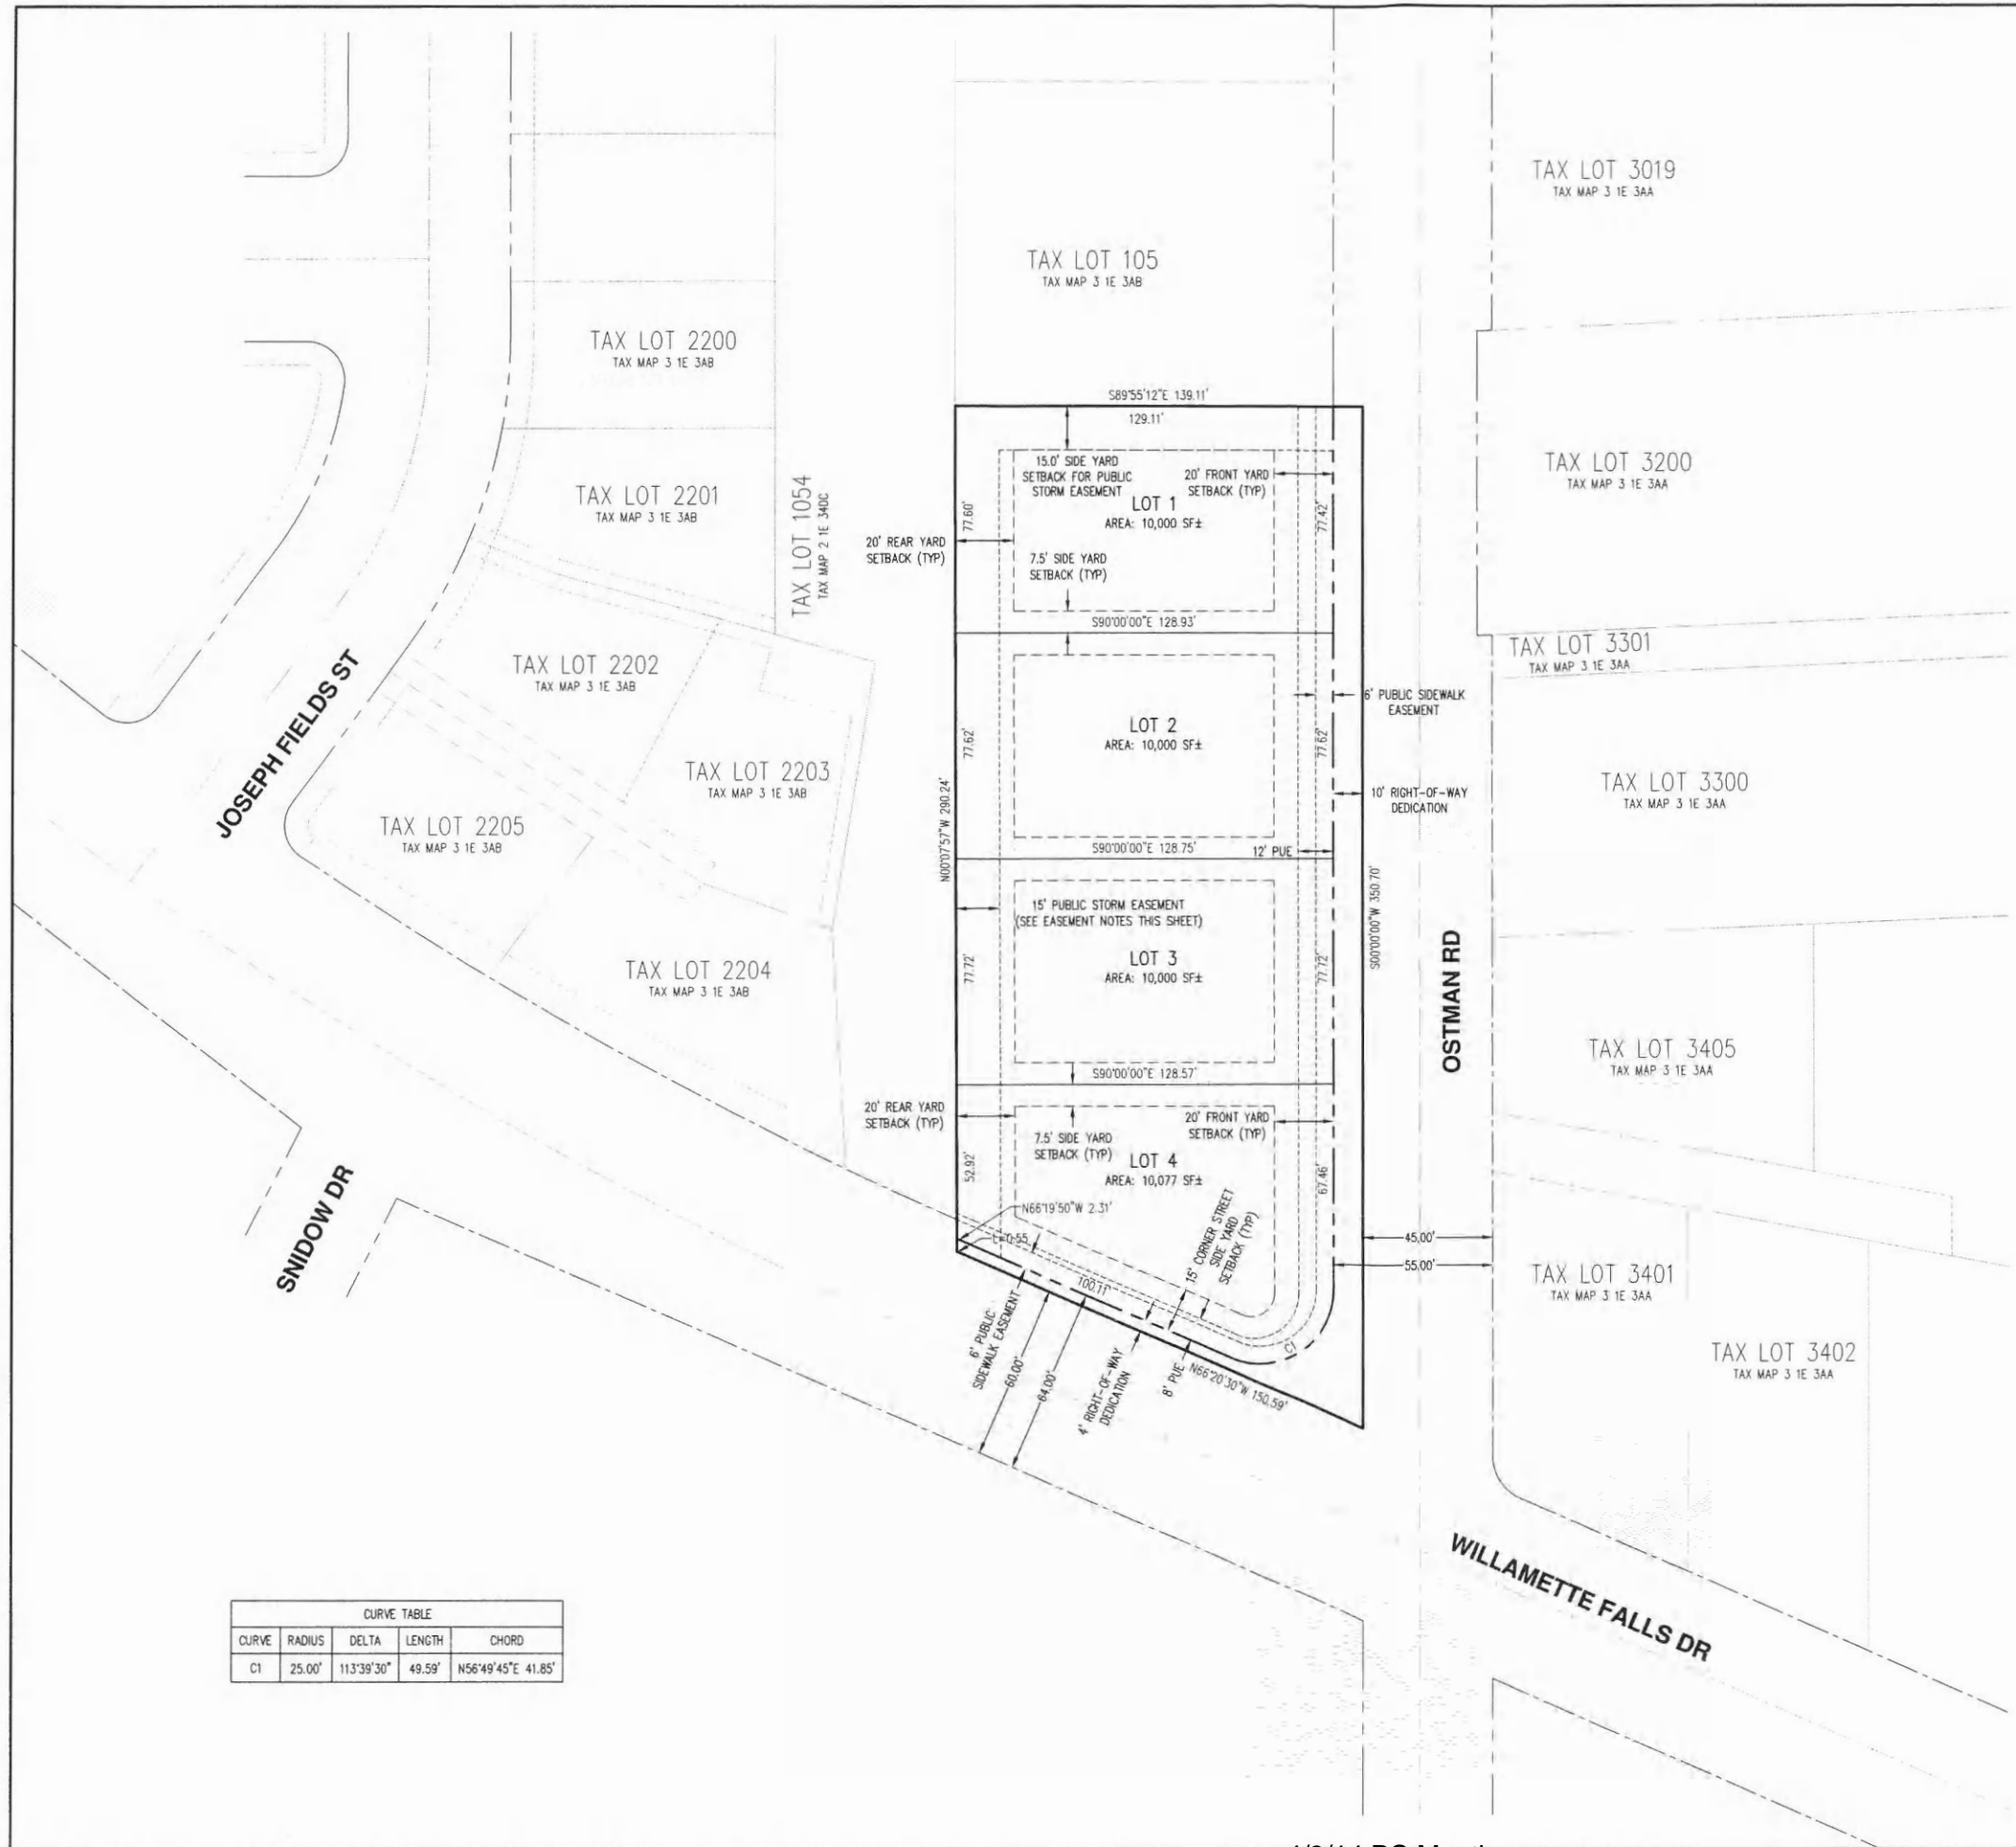 TAX LOT 3019
TAX MAP 3 1E 3AA
TAX LOT 105
TAX MAP 3 1E 3AB
TAX LOT 2200
TAX MAP 3 1E 3AB
S89°55'12"E 139.11'
129.11'
TAX LOT 3200
TAX MAP 3 1E 3AA
15.0' SIDE YARD
SETBACK FOR PUBLIC
STORM EASEMENT
20' FRONT YARD
SETBACK (TYP)
LOT 1
AREA: 10,000 SF±
TAX LOT 2201
TAX MAP 3 1E 3AB
TAX LOT 1054
TAX MAP 2 1E 34DC
77.60'
77.42'
20' REAR YARD
SETBACK (TYP)
7.5' SIDE YARD
SETBACK (TYP)
S90°00'00"E 128.93'
TAX LOT 3301
TAX MAP 3 1E 3AA
TAX LOT 2202
TAX MAP 3 1E 3AB
6' PUBLIC SIDEWALK
EASEMENT
JOSEPH FIELDS ST
LOT 2
AREA: 10,000 SF±
77.62'
77.62'
TAX LOT 2203
TAX MAP 3 1E 3AB
TAX LOT 3300
TAX MAP 3 1E 3AA
10' RIGHT-OF-WAY
DEDICATION
N00°07'57"W 290.24'
TAX LOT 2205
TAX MAP 3 1E 3AB
S90°00'00"E 128.75'
12' PUE
S00°00'00"W 350.70'
15' PUBLIC STORM EASEMENT
(SEE EASEMENT NOTES THIS SHEET)
LOT 3
AREA: 10,000 SF±
77.72'
77.72'
TAX LOT 2204
TAX MAP 3 1E 3AB
OSTMAN RD
TAX LOT 3405
TAX MAP 3 1E 3AA
S90°00'00"E 128.57'
20' REAR YARD
SETBACK (TYP)
20' FRONT YARD
SETBACK (TYP)
7.5' SIDE YARD
SETBACK (TYP)
LOT 4
AREA: 10,077 SF±
52.92'
67.46'
N66°19'50"W 2.31'
L=0.55
15' CORNER STREET
SIDE YARD
SETBACK (TYP)
SNIDOW DR
45.00'
55.00'
TAX LOT 3401
TAX MAP 3 1E 3AA
100.11'
6' PUBLIC
SIDEWALK EASEMENT
60.00'
64.00'
4' RIGHT-OF-WAY
DEDICATION
8' PUE
C1
N66°20'30"W 150.59'
TAX LOT 3402
TAX MAP 3 1E 3AA
WILLAMETTE FALLS DR
CURVE TABLE
CURVE RADIUS DELTA LENGTH CHORD
C1 25.00' 113°39'30" 49.59' N56°49'45"E 41.85'